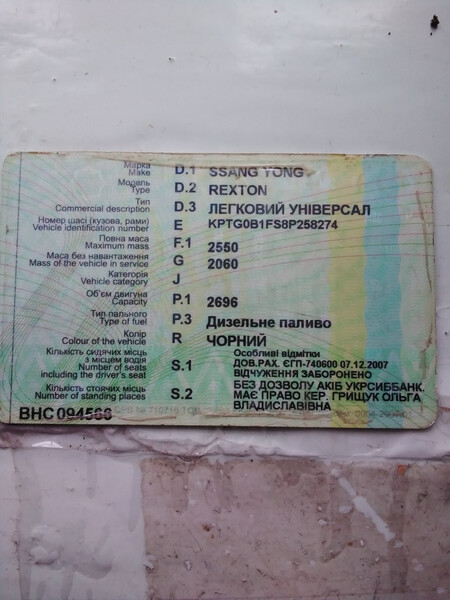 Марка D.1 SSANG YONG
Make
Модель D.2 REXTON
Type
Тип D.3 ЛЕГКОВИЙ УНІВЕРСАЛ
Commercial description
Номер шасі (кузова, рами) E KPTG0B1FS8P258274
Vehicle identification number
Повна маса F.1 2550
Maximum mass
Маса без навантаження G 2060
Mass of the vehicle in service
Категорія J
Vehicle category
Об'єм двигуна P.1 2696
Capacity
Тип пального P.3 Дизельне паливо
Type of fuel
Колір R ЧОРНИЙ
Colour of the vehicle
Кількість сидячих місць Особливі відмітки
з місцем водія S.1 ДОВ.РАХ. СГП-740600 07.12.2007
Number of seats ВІДЧУЖЕННЯ ЗАБОРОНЕНО
including the driver's seat
Кількість стоячих місць S.2 БЕЗ ДОЗВОЛУ АКІБ УКРСИББАНК.
Number of standing places МАЄ ПРАВО КЕР. ГРИЩУК ОЛЬГА
ВЛАДИСЛАВІВНА
ВНС 094566